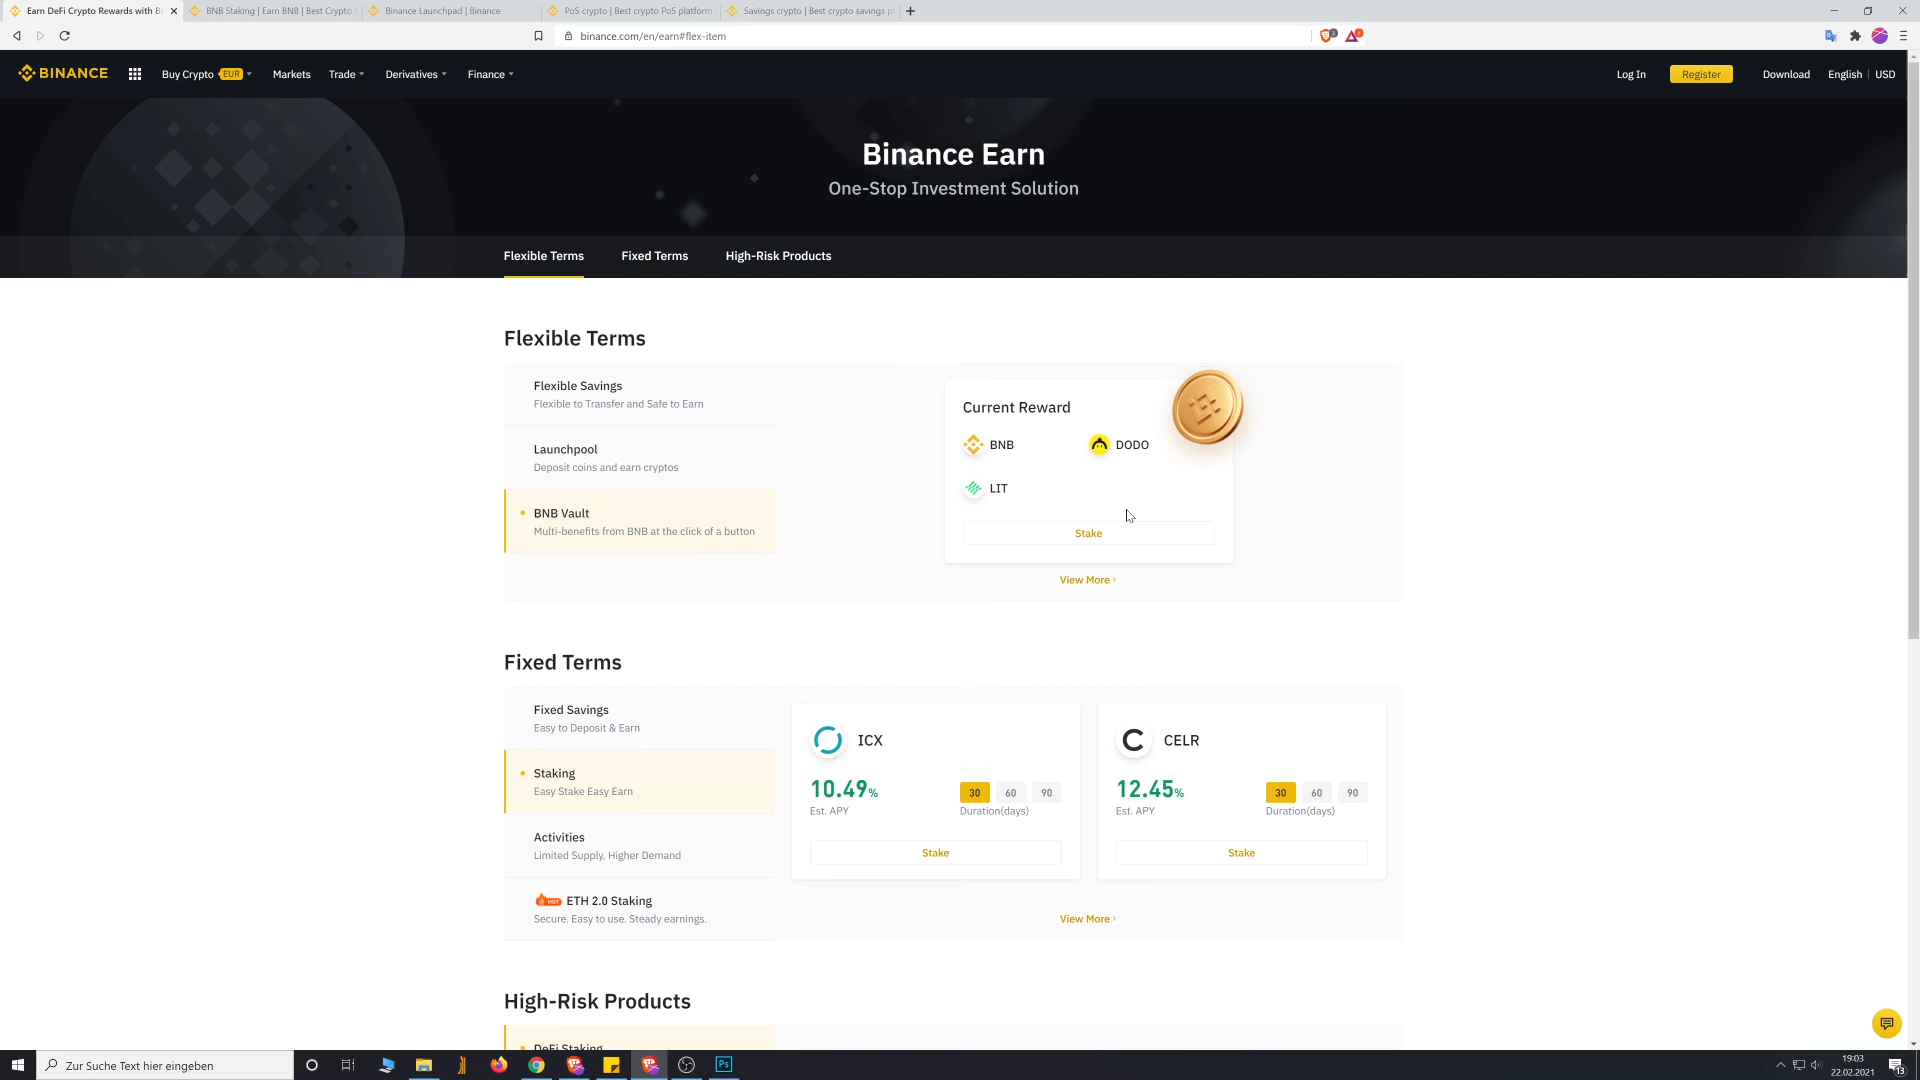 Earn DeFi Crypto Rewards with Bi
BNB Staking | Earn BNB | Best Crypto S
Binance Launchpad | Binance
PoS crypto | Best crypto PoS platform
Savings crypto | Best crypto savings p
binance.com/en/earn#flex-item
BINANCE
Buy Crypto EUR
Markets
Trade
Derivatives
Finance
Log In
Register
Download
English
USD
Binance Earn
One-Stop Investment Solution
Flexible Terms
Fixed Terms
High-Risk Products
Flexible Terms
Flexible Savings
Flexible to Transfer and Safe to Earn
Launchpool
Deposit coins and earn cryptos
BNB Vault
Multi-benefits from BNB at the click of a button
Current Reward
BNB
DODO
LIT
Stake
View More
Fixed Terms
Fixed Savings
Easy to Deposit & Earn
Staking
Easy Stake Easy Earn
Activities
Limited Supply, Higher Demand
HOT ETH 2.0 Staking
Secure. Easy to use. Steady earnings.
ICX
10.49%
Est. APY
30 60 90
Duration(days)
Stake
CELR
12.45%
Est. APY
30 60 90
Duration(days)
Stake
View More
High-Risk Products
DeFi Staking
Zur Suche Text hier eingeben
Ps
19:03
22.02.2021
13